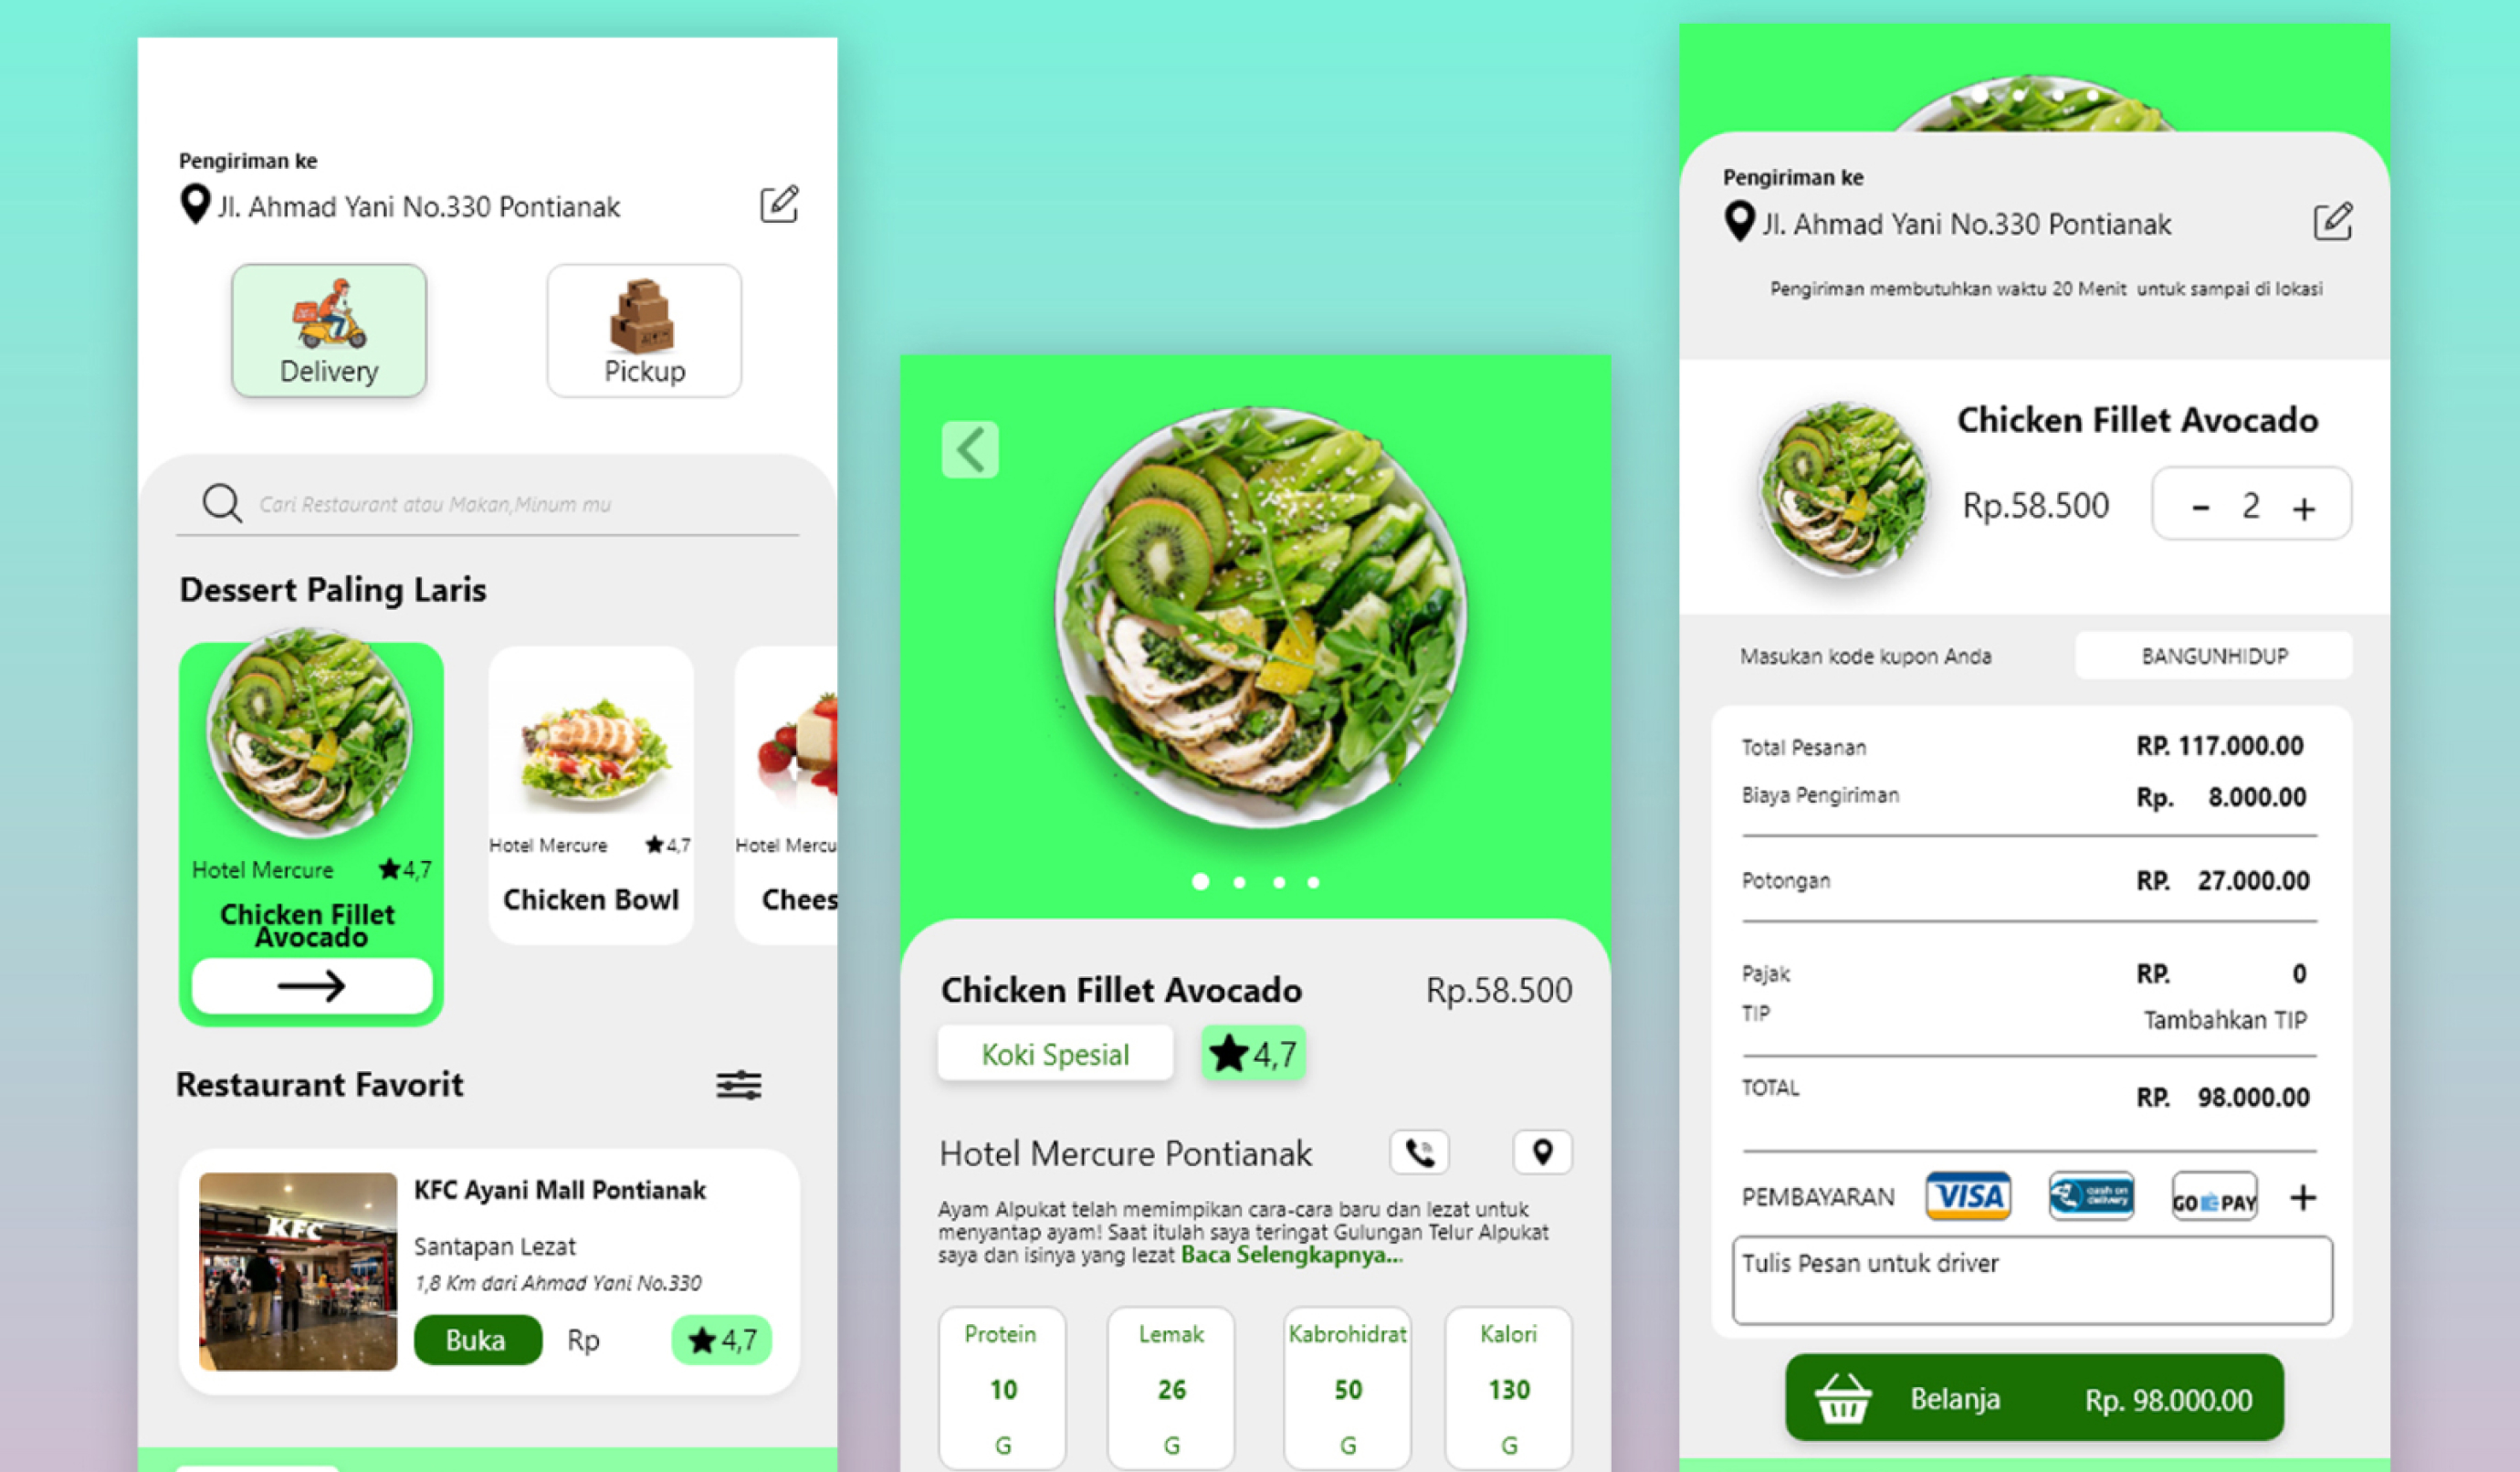 Pengiriman ke
Jl. Ahmad Yani No.330 Pontianak
Delivery
Pickup
Cari Restaurant atau Makan,Minum mu
Dessert Paling Laris
Hotel Mercure ★4,7
Chicken Fillet
Avocado
Hotel Mercure ★4,7
Chicken Bowl
Hotel Mercu
Chees
Restaurant Favorit
KFC
KFC Ayani Mall Pontianak
Santapan Lezat
1,8 Km dari Ahmad Yani No.330
Buka Rp ★4,7
Chicken Fillet Avocado Rp.58.500
Koki Spesial ★4,7
Hotel Mercure Pontianak
Ayam Alpukat telah memimpikan cara-cara baru dan lezat untuk
menyantap ayam! Saat itulah saya teringat Gulungan Telur Alpukat
saya dan isinya yang lezat Baca Selengkapnya...
Protein
10
G
Lemak
26
G
Kabrohidrat
50
G
Kalori
130
G
Pengiriman ke
Jl. Ahmad Yani No.330 Pontianak
Pengiriman membutuhkan waktu 20 Menit untuk sampai di lokasi
Chicken Fillet Avocado
Rp.58.500 - 2 +
Masukan kode kupon Anda BANGUNHIDUP
Total Pesanan RP. 117.000.00
Biaya Pengiriman Rp. 8.000.00
Potongan RP. 27.000.00
Pajak RP. 0
TIP Tambahkan TIP
TOTAL RP. 98.000.00
PEMBAYARAN VISA cash on delivery GO PAY +
Tulis Pesan untuk driver
Belanja Rp. 98.000.00